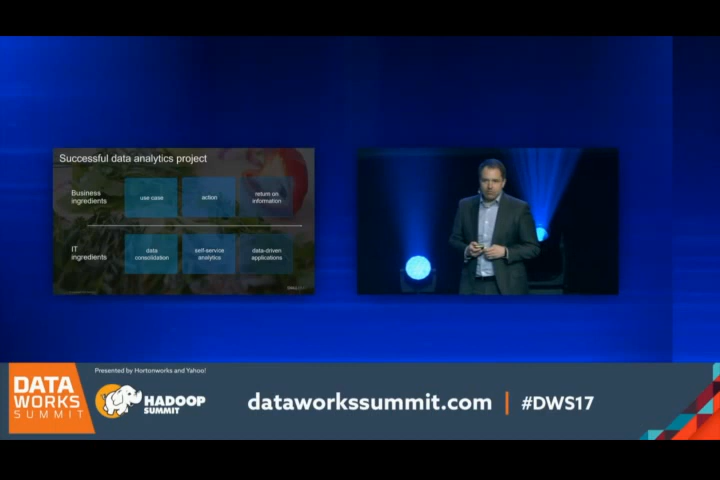 Successful data analytics project
Business
ingredients
use case
action
return on
information
IT
ingredients
data
consolidation
self-service
analytics
data-driven
applications
Presented by Hortonworks and Yahoo!
DATA
WORKS
SUMMIT
HADOOP
SUMMIT
dataworkssummit.com
#DWS17